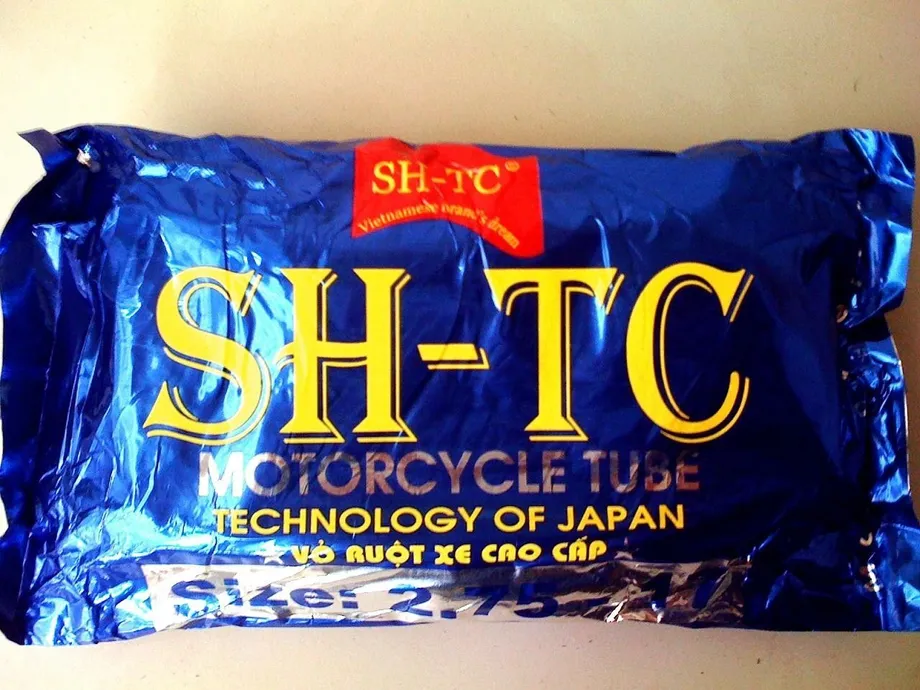 SH-TC®
Vietnamese brand's dream
SH-TC
MOTORCYCLE TUBE
TECHNOLOGY OF JAPAN
VỎ RUỘT XE CAO CẤP
Size: 2.75 - 17